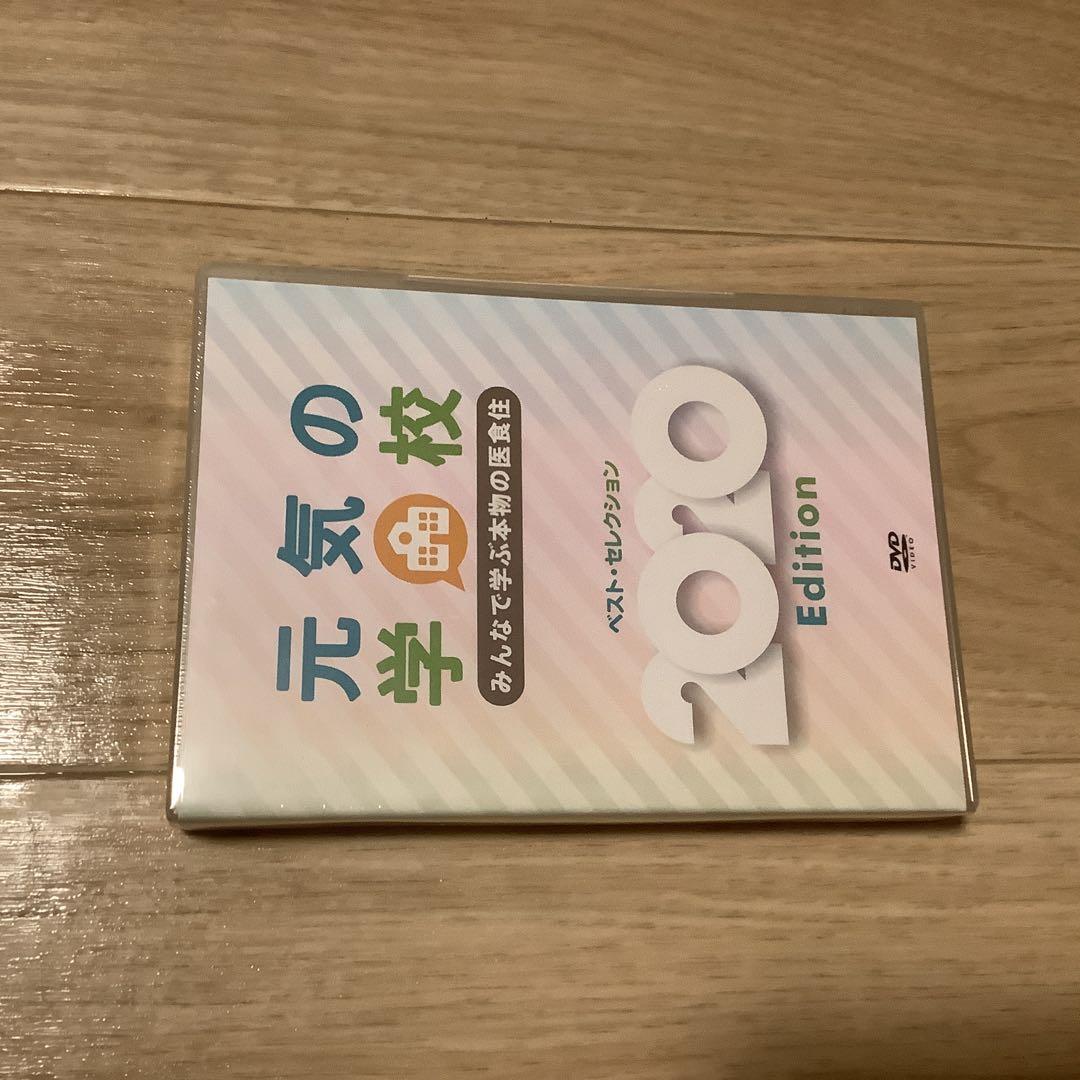 元気の
学校
みんなで学ぶ本物の医食住
ベスト・セレクション
2020
Edition
DVD
VIDEO